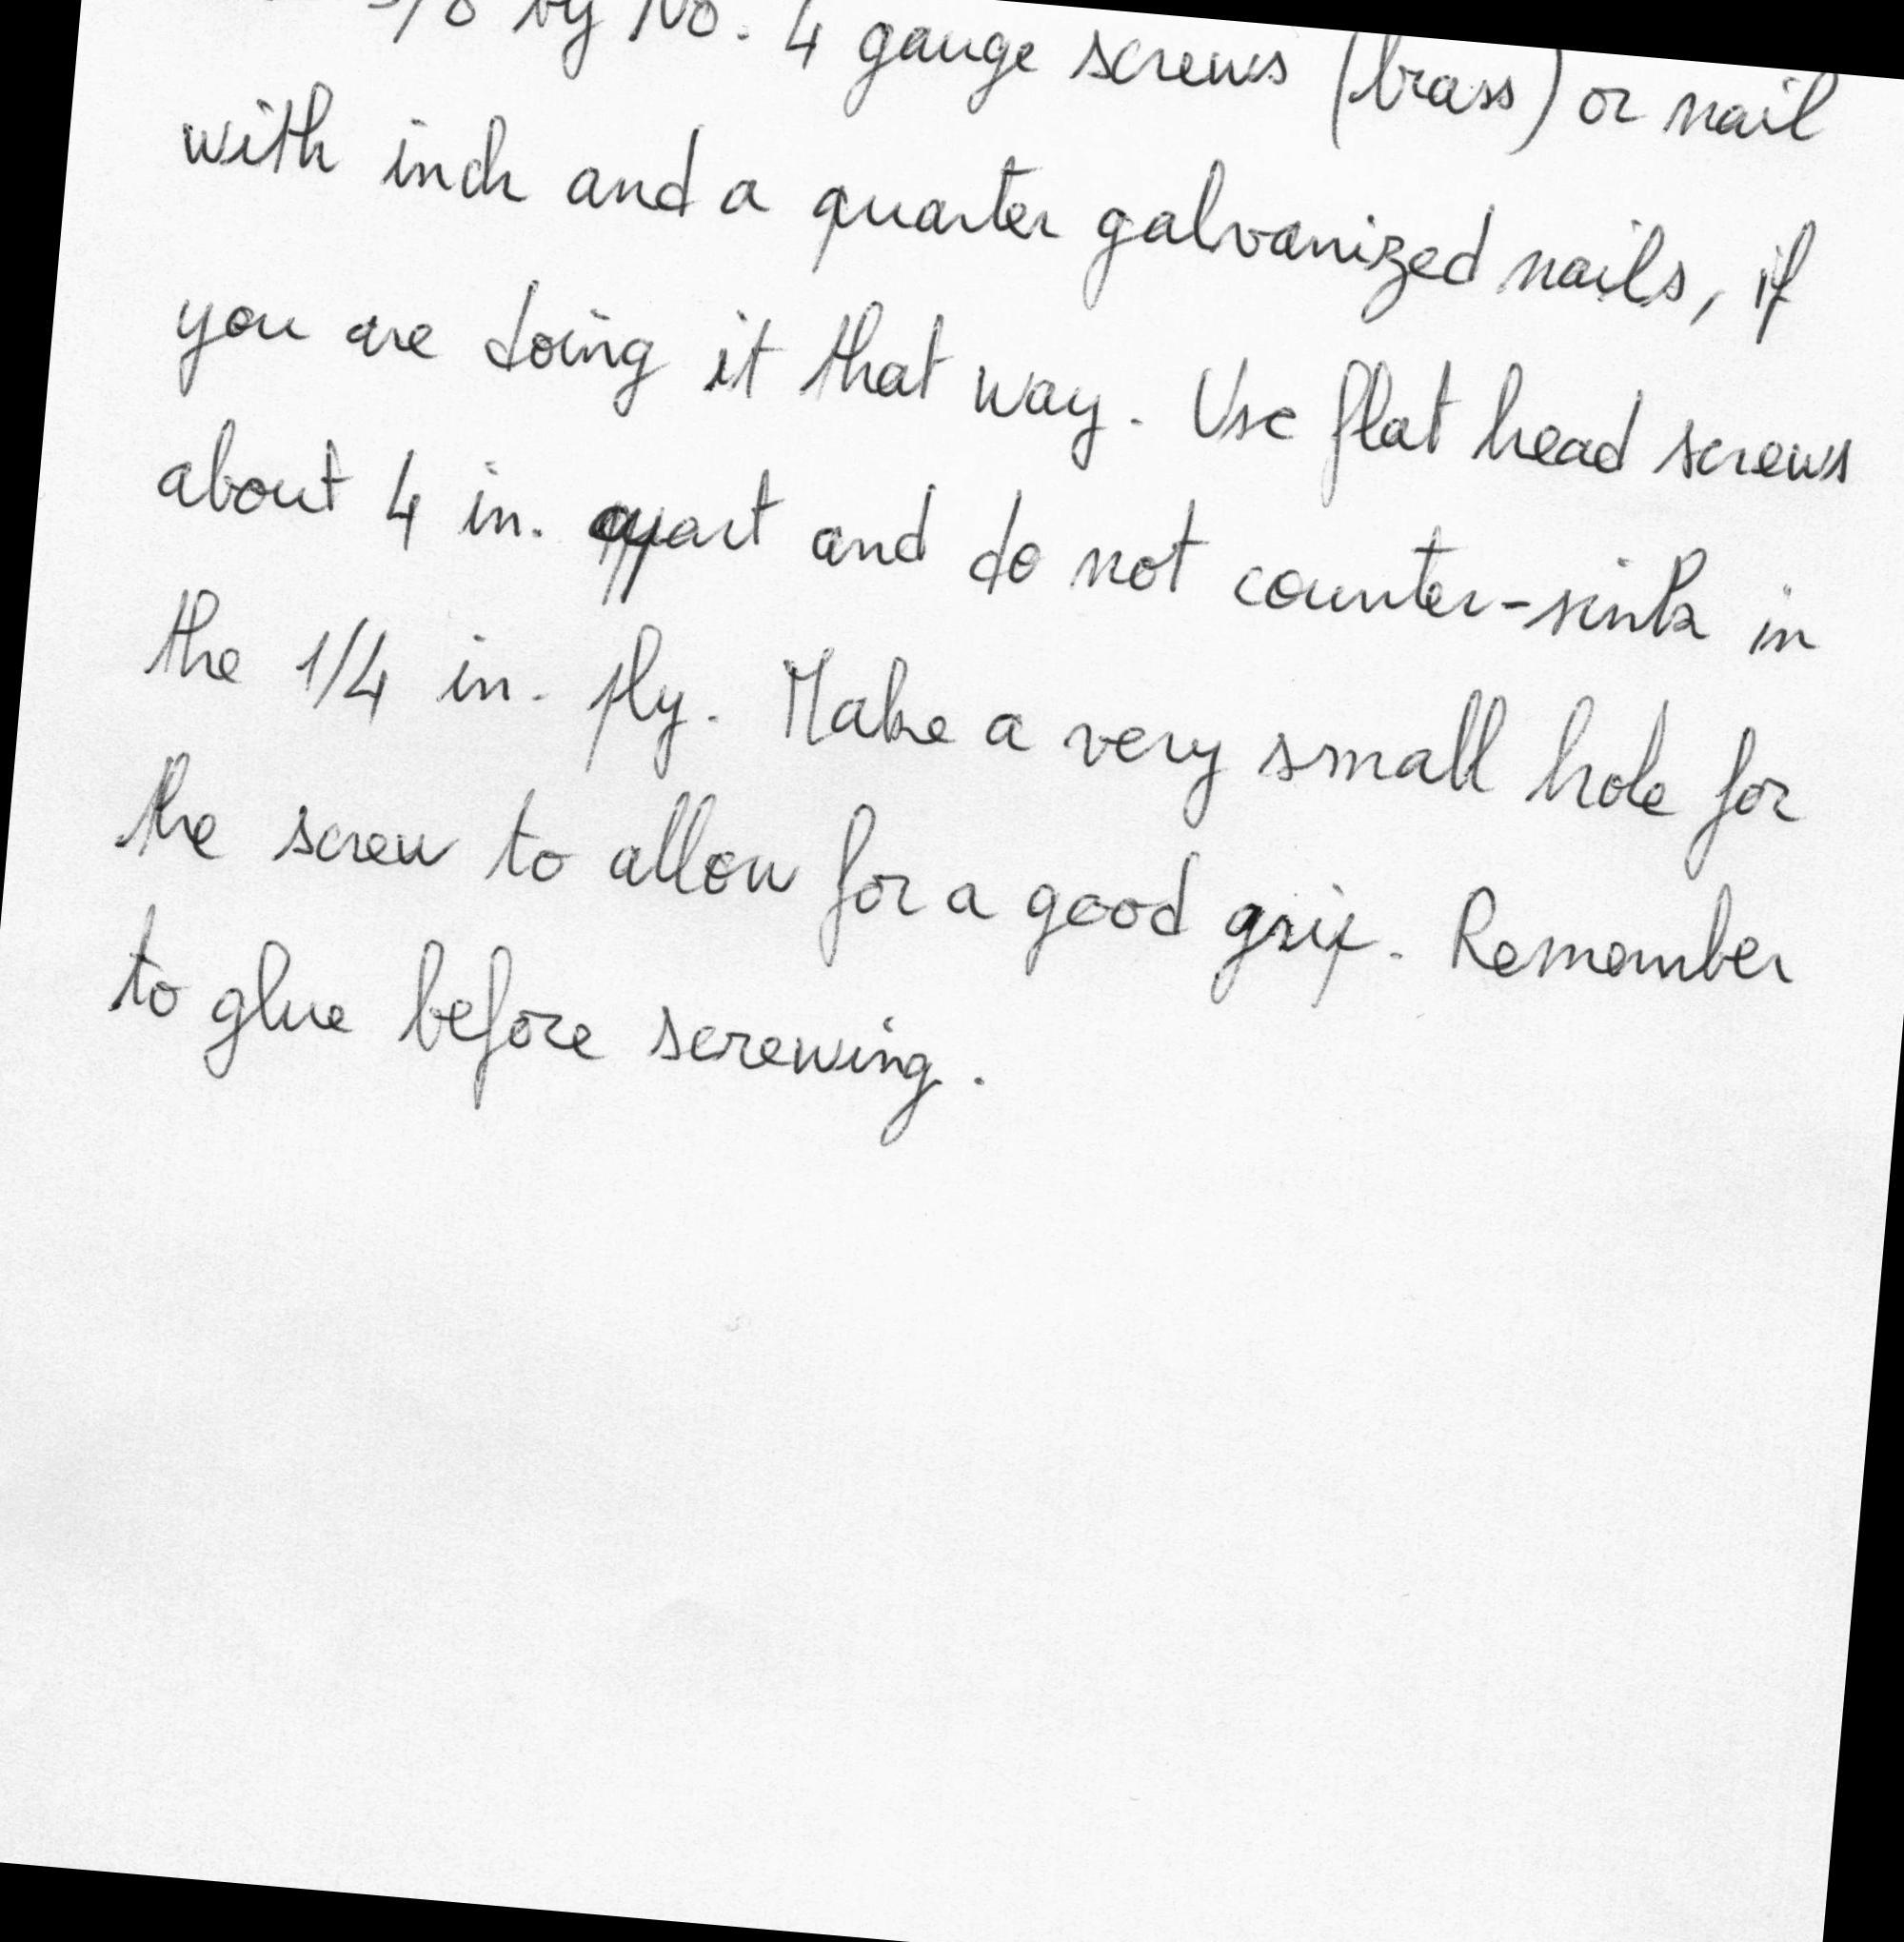 5/8 by No. 4 gauge screws (brass) or nail
with inch and a quarter galvanized nails, if
you are doing it that way. Use flat head screws
about 4 in. apart and do not counter-sink in
the 1/4 in. ply. Make a very small hole for
the screw to allow for a good grip. Remember
to glue before screwing.